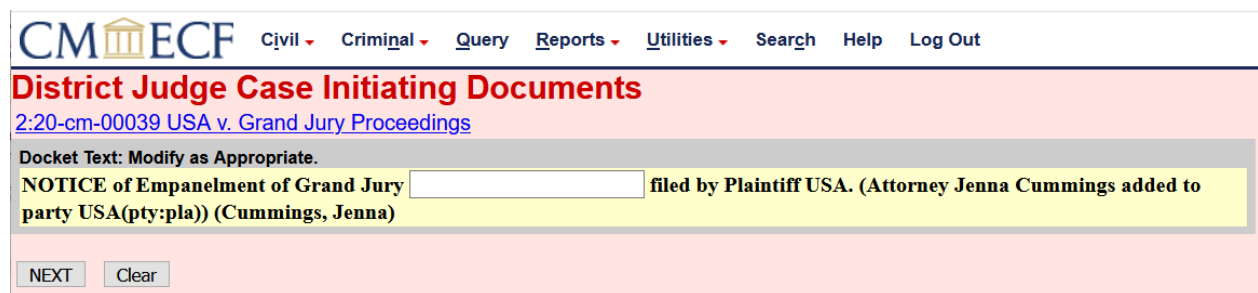 CM ECF Civil Criminal Query Reports Utilities Search Help Log Out
District Judge Case Initiating Documents
2:20-cm-00039 USA v. Grand Jury Proceedings
Docket Text: Modify as Appropriate.
NOTICE of Empanelment of Grand Jury filed by Plaintiff USA. (Attorney Jenna Cummings added to
party USA(pty:pla)) (Cummings, Jenna)
NEXT Clear